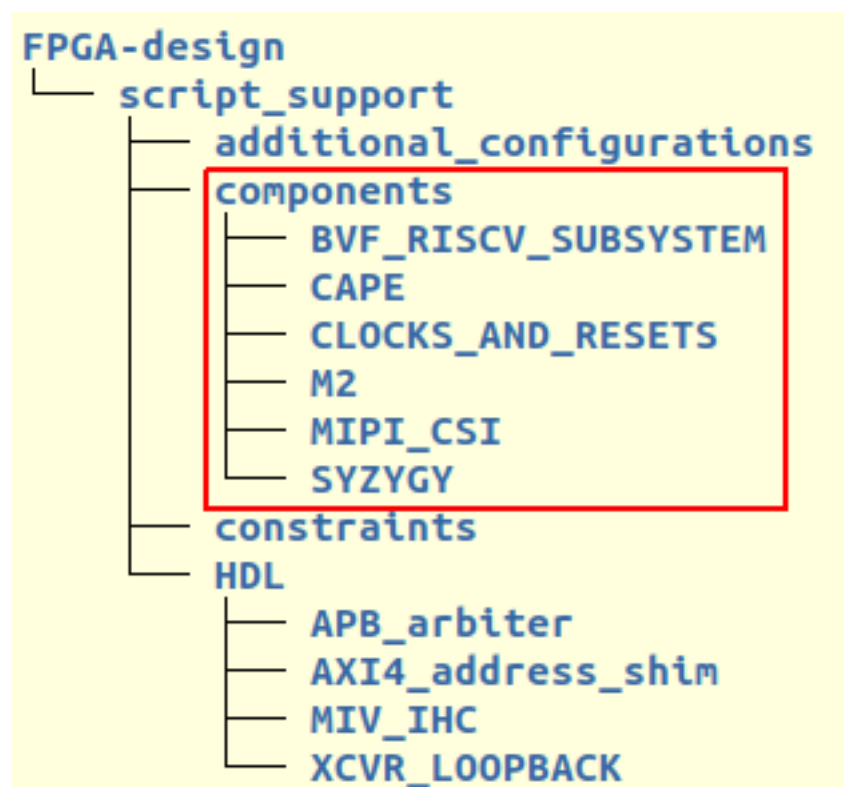 FPGA-design
script_support
additional_configurations
components
BVF_RISCV_SUBSYSTEM
CAPE
CLOCKS_AND_RESETS
M2
MIPI_CSI
SYZYGY
constraints
HDL
APB_arbiter
AXI4_address_shim
MIV_IHC
XCVR_LOOPBACK